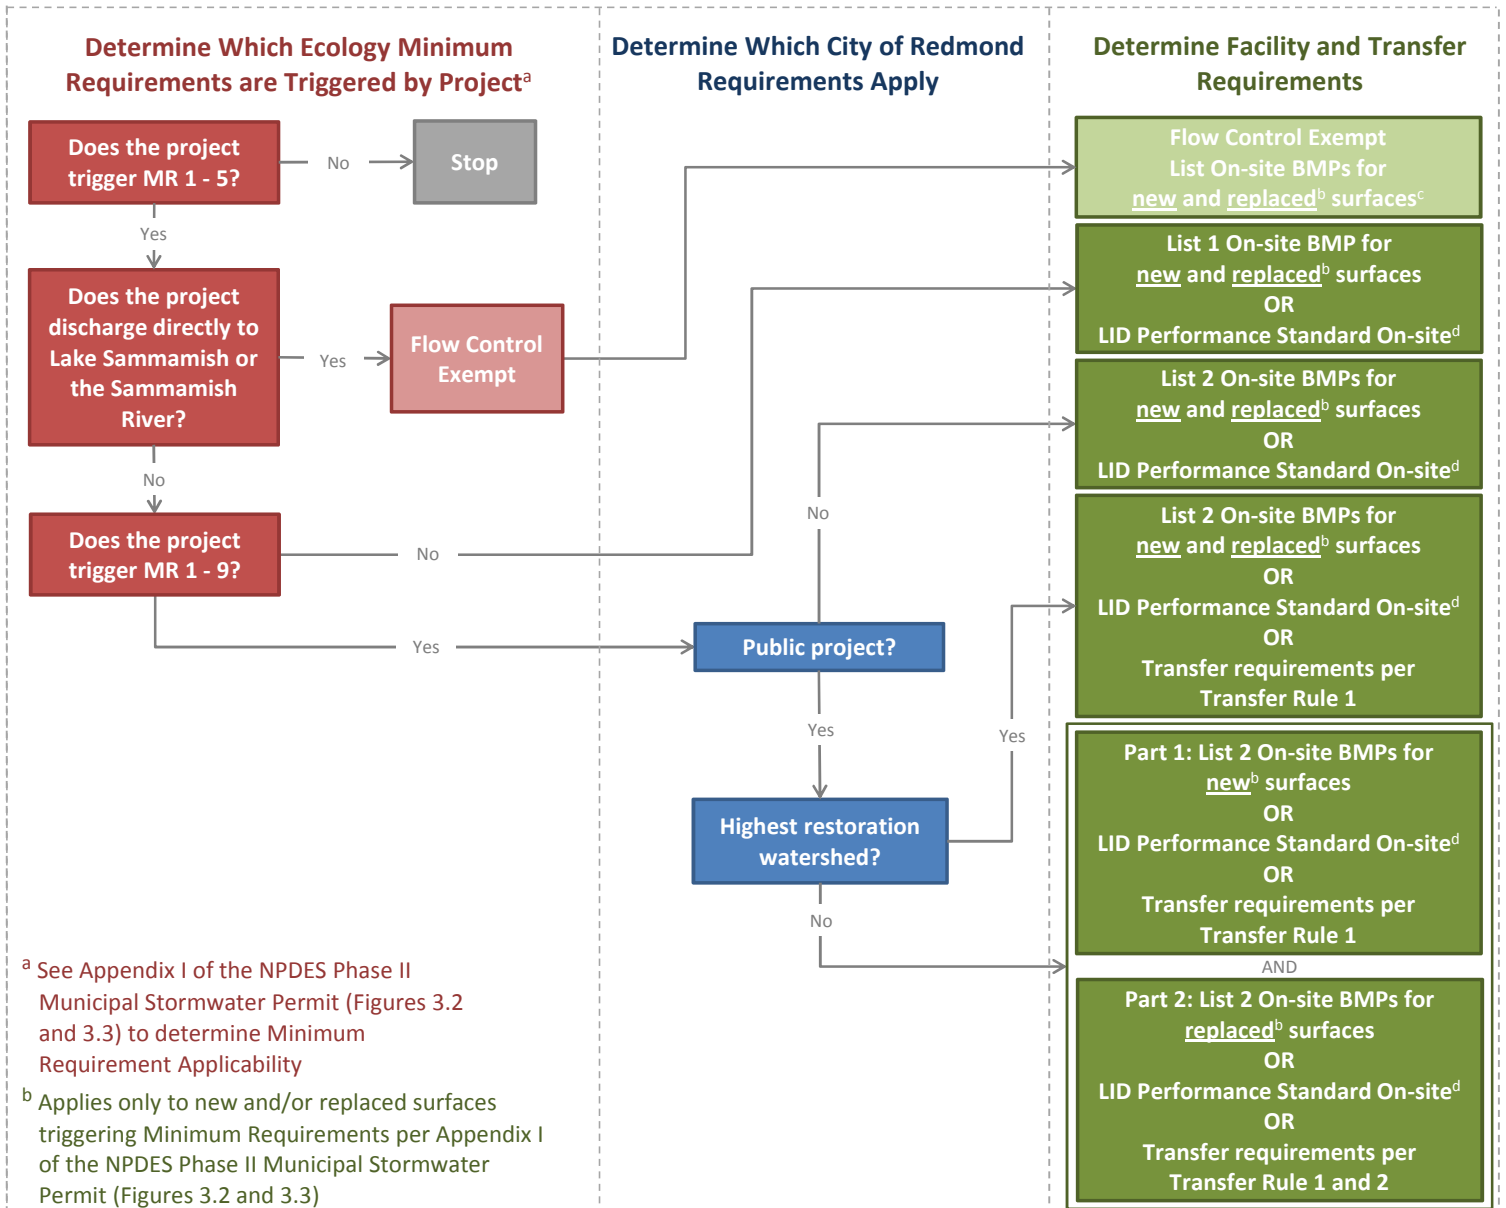 Determine Which Ecology Minimum
Requirements are Triggered by Projectᵃ
Does the project
trigger MR 1 - 5?
No
Stop
Yes
Does the project
discharge directly to
Lake Sammamish or
the Sammamish
River?
Yes
Flow Control
Exempt
No
Does the project
trigger MR 1 - 9?
No
Yes
ᵃ See Appendix I of the NPDES Phase II
Municipal Stormwater Permit (Figures 3.2
and 3.3) to determine Minimum
Requirement Applicability
ᵇ Applies only to new and/or replaced surfaces
triggering Minimum Requirements per Appendix I
of the NPDES Phase II Municipal Stormwater
Permit (Figures 3.2 and 3.3)
Determine Which City of Redmond
Requirements Apply
No
Public project?
Yes
Yes
Highest restoration
watershed?
No
Determine Facility and Transfer
Requirements
Flow Control Exempt
List On-site BMPs for
new and replacedᵇ surfacesᶜ
List 1 On-site BMP for
new and replacedᵇ surfaces
OR
LID Performance Standard On-siteᵈ
List 2 On-site BMPs for
new and replacedᵇ surfaces
OR
LID Performance Standard On-siteᵈ
List 2 On-site BMPs for
new and replacedᵇ surfaces
OR
LID Performance Standard On-siteᵈ
OR
Transfer requirements per
Transfer Rule 1
Part 1: List 2 On-site BMPs for
newᵇ surfaces
OR
LID Performance Standard On-siteᵈ
OR
Transfer requirements per
Transfer Rule 1
AND
Part 2: List 2 On-site BMPs for
replacedᵇ surfaces
OR
LID Performance Standard On-siteᵈ
OR
Transfer requirements per
Transfer Rule 1 and 2